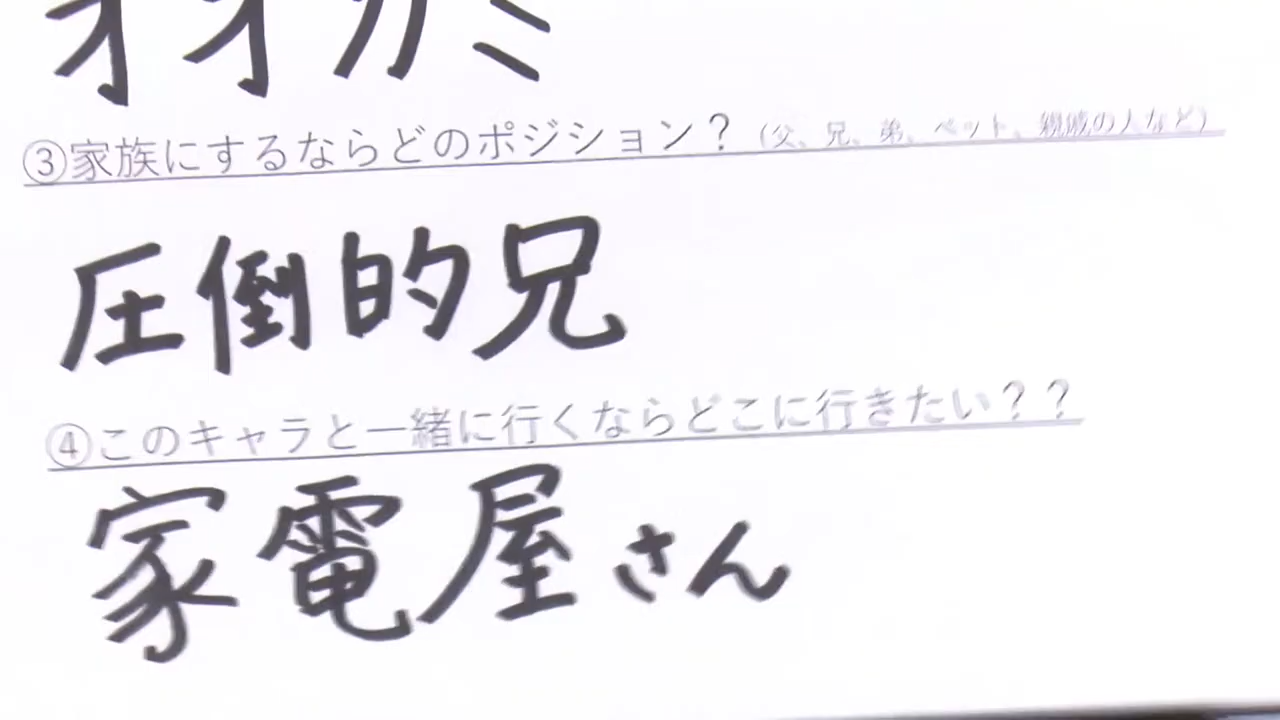 オオカミ
③家族にするならどのポジション？（父、兄、弟、ペット、親戚の人など）
圧倒的兄
④このキャラと一緒に行くならどこに行きたい？？
家電屋さん